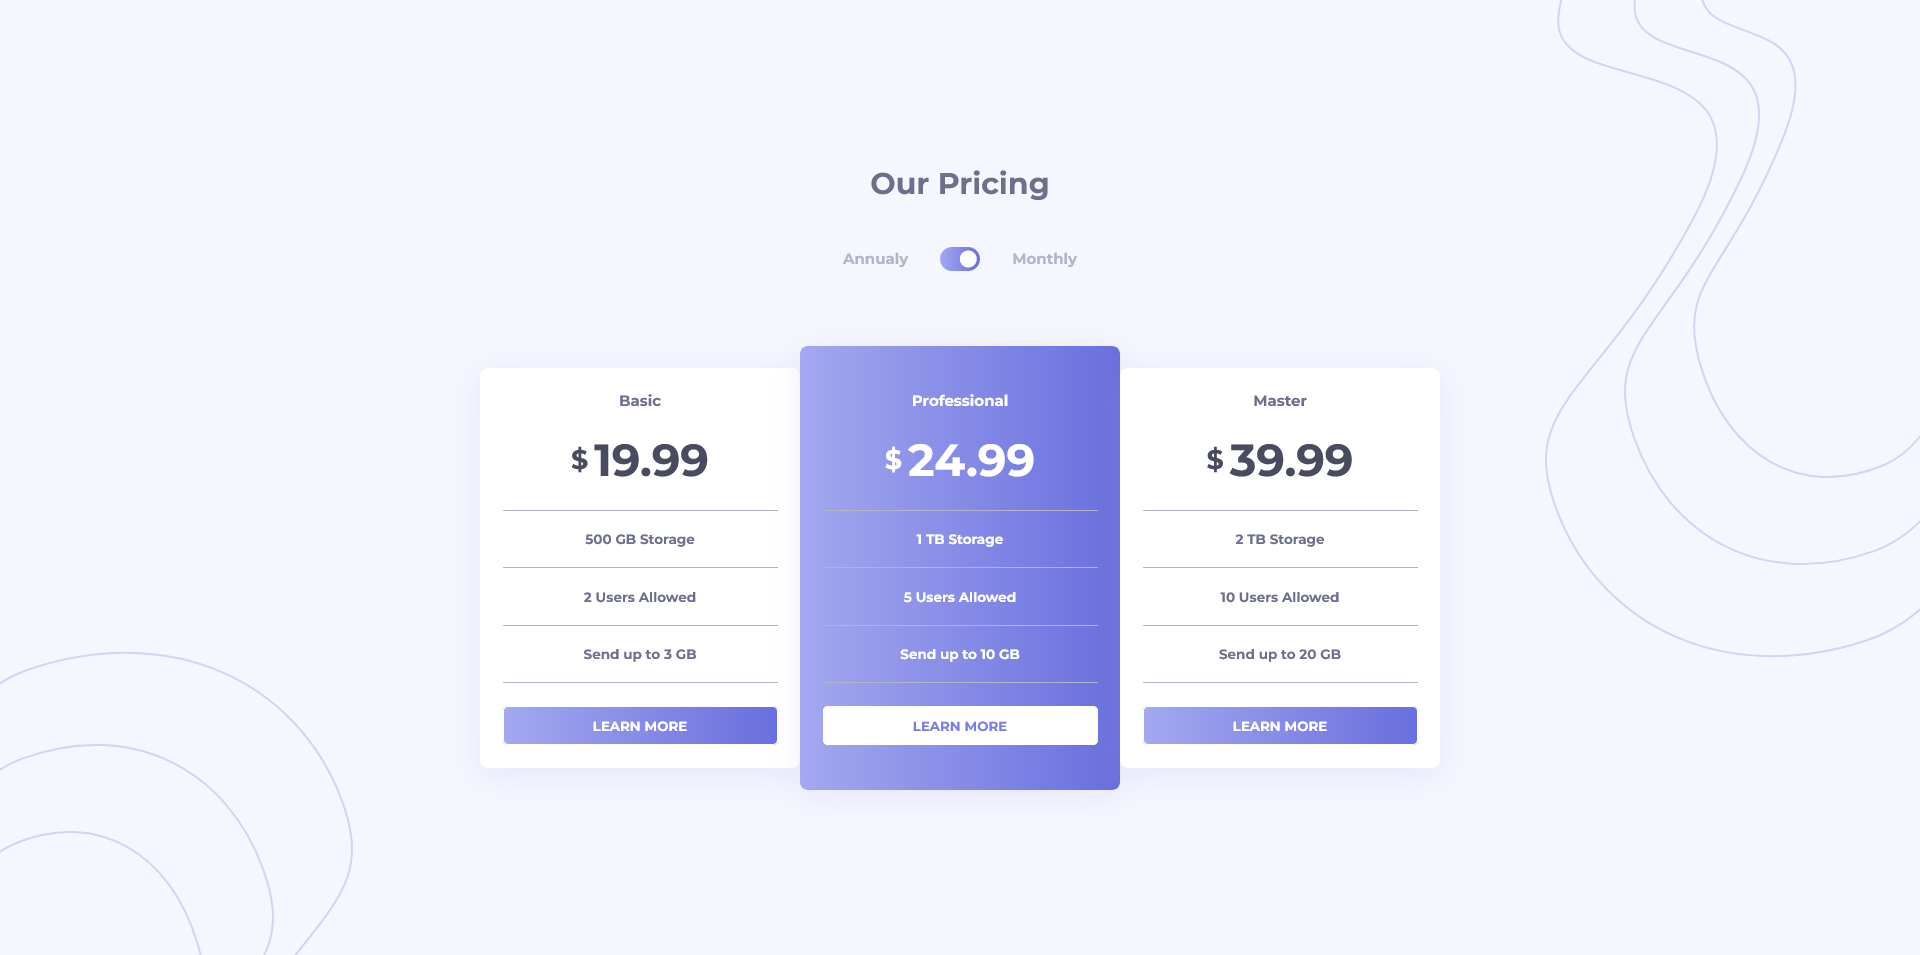 Our Pricing
Annualy Monthly
Basic
$ 19.99
500 GB Storage
2 Users Allowed
Send up to 3 GB
LEARN MORE
Professional
$ 24.99
1 TB Storage
5 Users Allowed
Send up to 10 GB
LEARN MORE
Master
$ 39.99
2 TB Storage
10 Users Allowed
Send up to 20 GB
LEARN MORE